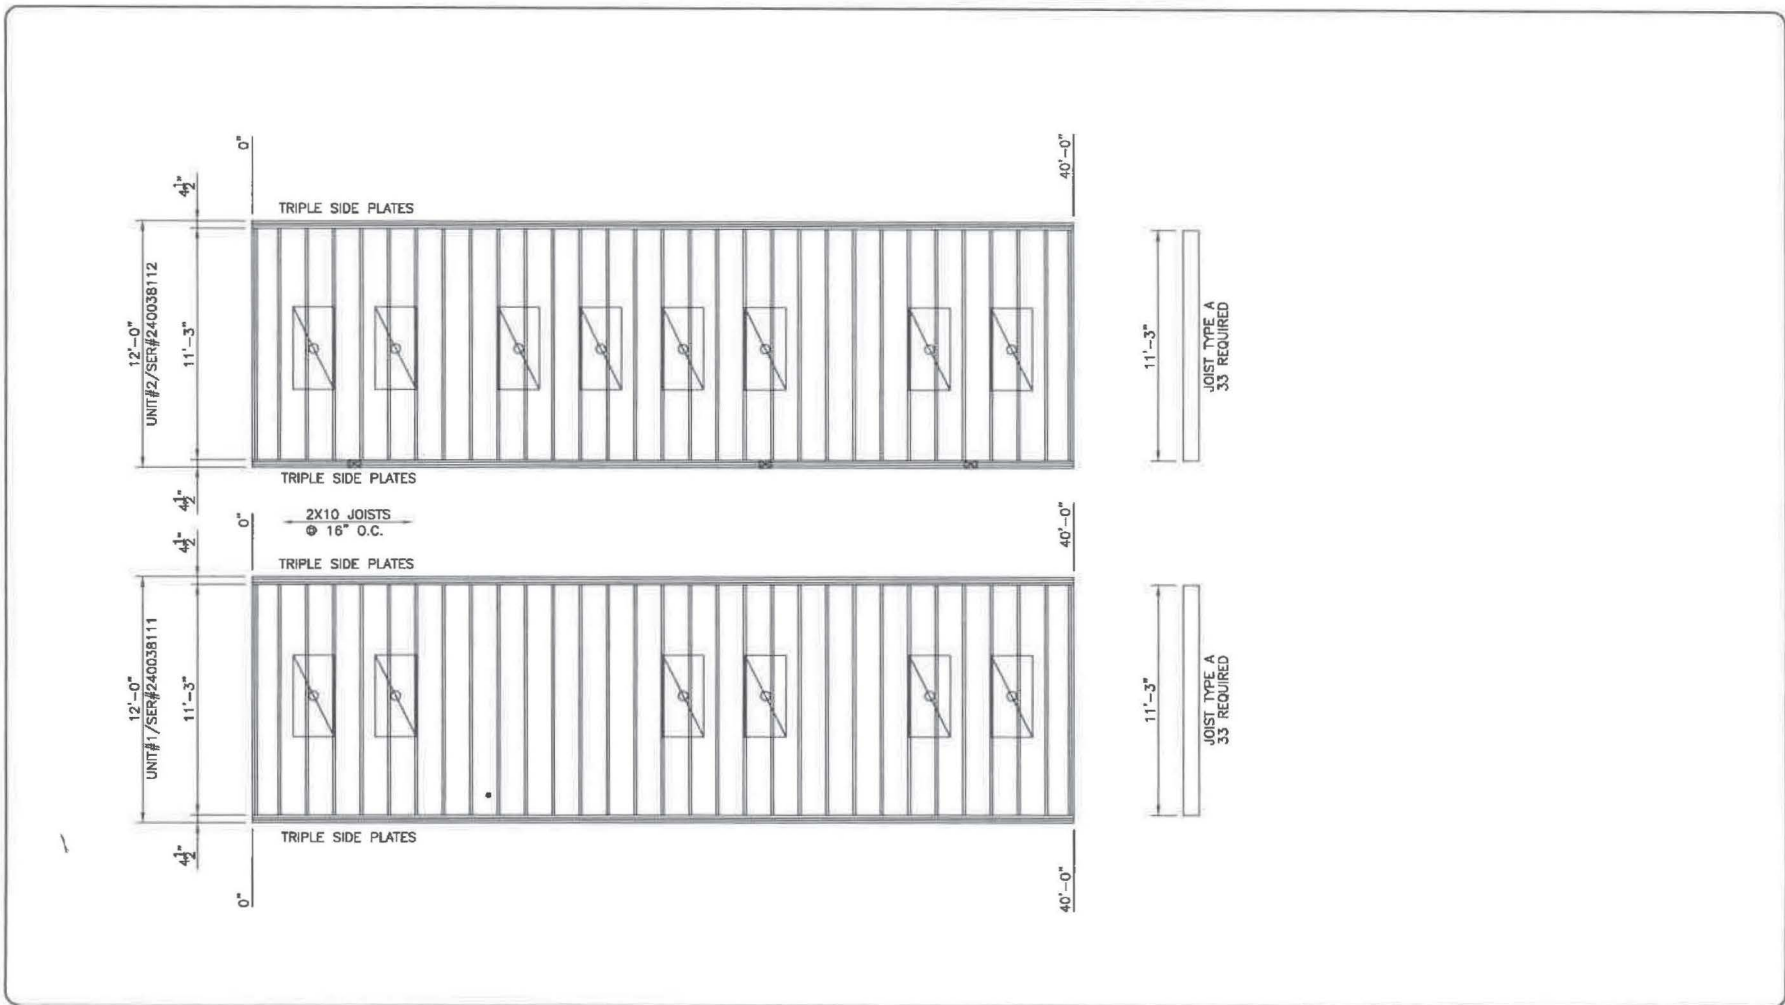 0"
40'-0"
4½"
TRIPLE SIDE PLATES
12'-0"
UNIT#2/SER#240038112
11'-3"
11'-3"
JOIST TYPE A
33 REQUIRED
TRIPLE SIDE PLATES
4½"
0"
2X10 JOISTS
@ 16" O.C.
40'-0"
4½"
TRIPLE SIDE PLATES
12'-0"
UNIT#1/SER#240038111
11'-3"
11'-3"
JOIST TYPE A
33 REQUIRED
TRIPLE SIDE PLATES
4½"
0"
40'-0"